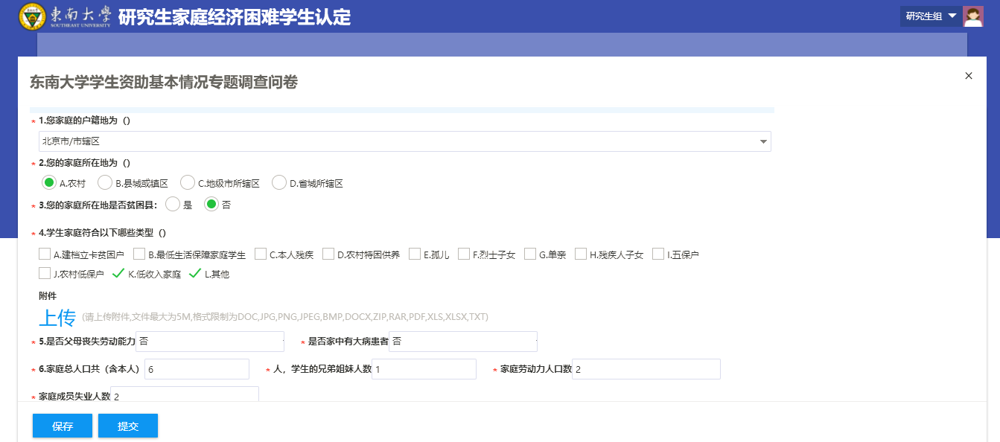 東南大學 研究生家庭经济困难学生认定 研究生组
SOUTHEAST UNIVERSITY
东南大学学生资助基本情况专题调查问卷 ×
* 1.您家庭的户籍地为（）
北京市/市辖区
* 2.您的家庭所在地为（）
A.农村 B.县城或镇区 C.地级市所辖区 D.省城所辖区
* 3.您的家庭所在地是否贫困县： 是 否
* 4.学生家庭符合以下哪些类型（）
A.建档立卡贫困户 B.最低生活保障家庭学生 C.本人残疾 D.农村特困供养 E.孤儿 F.烈士子女 G.单亲 H.残疾人子女 I.五保户
J.农村低保户 K.低收入家庭 L.其他
附件
上传 (请上传附件,文件最大为5M,格式限制为DOC,JPG,PNG,JPEG,BMP,DOCX,ZIP,RAR,PDF,XLS,XLSX,TXT)
* 5.是否父母丧失劳动能力 否 * 是否家中有大病患者 否
* 6.家庭总人口共（含本人） 6 * 人，学生的兄弟姐妹人数 1 * 家庭劳动力人口数 2
* 家庭成员失业人数 2
保存 提交